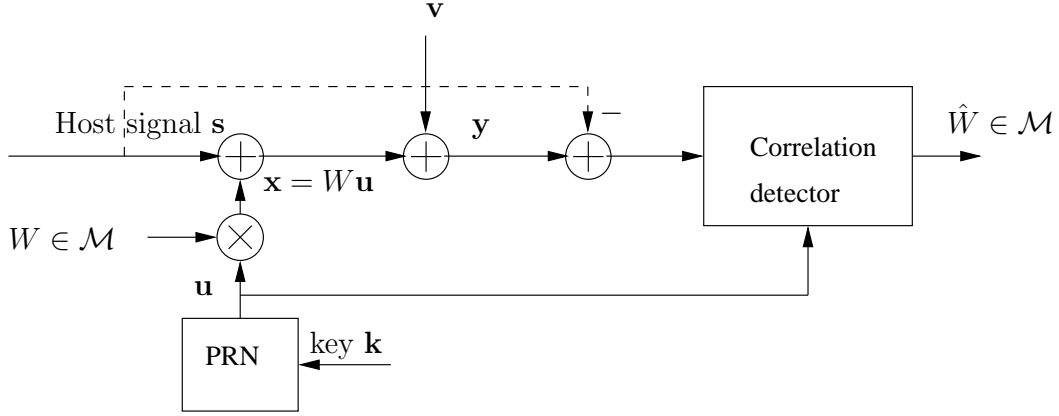 v
Host signal s
y
−
Correlation
detector
Ŵ ∈ ℳ
x = Wu
W ∈ ℳ
u
PRN
key k